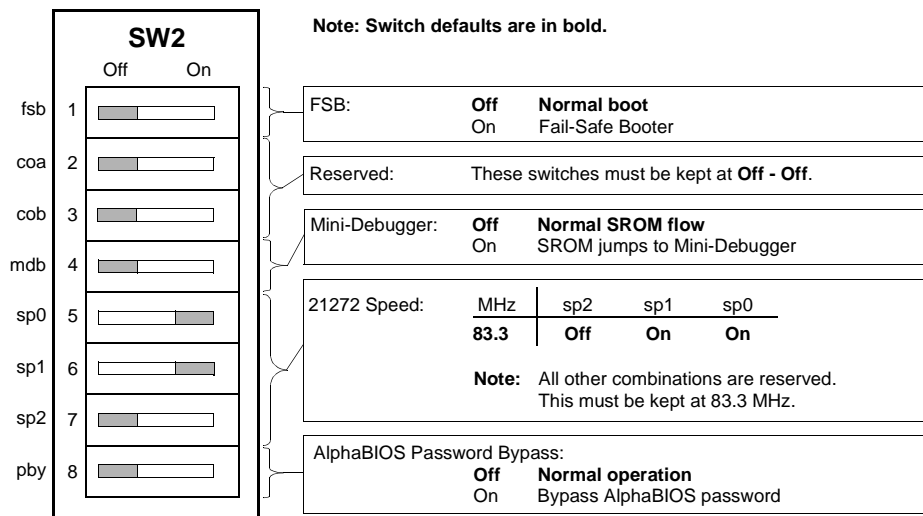 Note: Switch defaults are in bold.
SW2
Off On
fsb 1
coa 2
cob 3
mdb 4
sp0 5
sp1 6
sp2 7
pby 8
FSB: Off Normal boot
On Fail-Safe Booter
Reserved: These switches must be kept at Off - Off.
Mini-Debugger: Off Normal SROM flow
On SROM jumps to Mini-Debugger
21272 Speed: MHz sp2 sp1 sp0
83.3 Off On On
Note: All other combinations are reserved.
This must be kept at 83.3 MHz.
AlphaBIOS Password Bypass:
Off Normal operation
On Bypass AlphaBIOS password